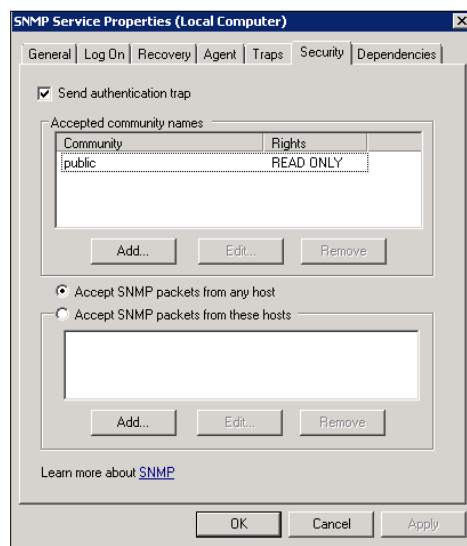 SNMP Service Properties (Local Computer)
General Log On Recovery Agent Traps Security Dependencies
Send authentication trap
Accepted community names
Community Rights
public READ ONLY
Add... Edit... Remove
Accept SNMP packets from any host
Accept SNMP packets from these hosts
Add... Edit... Remove
Learn more about SNMP
OK Cancel Apply